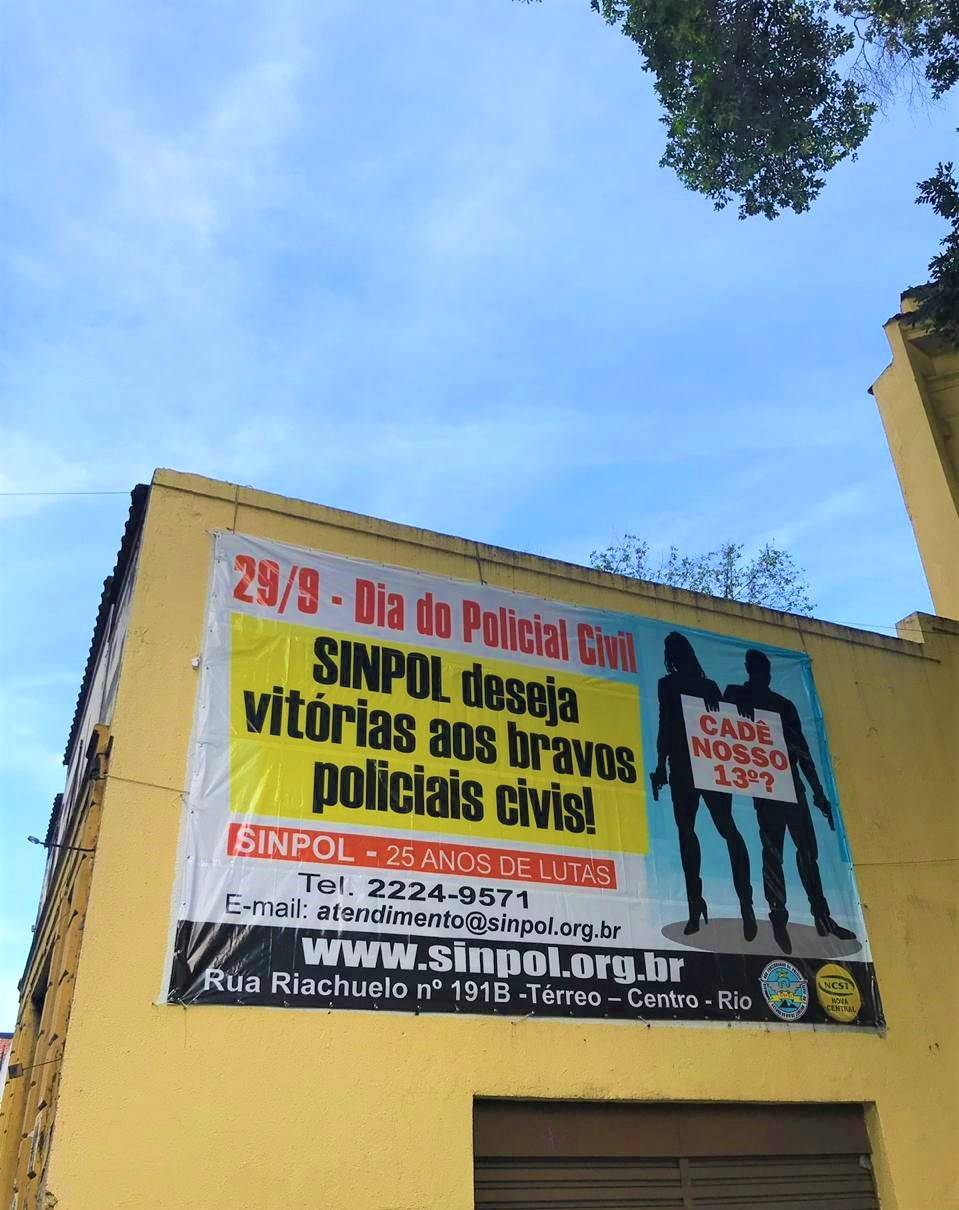 29/9 - Dia do Policial Civil
SINPOL deseja
vitórias aos bravos
policiais civis!
CADÊ
NOSSO
13º?
SINPOL - 25 ANOS DE LUTAS
Tel. 2224-9571
E-mail: atendimento@sinpol.org.br
www.sinpol.org.br
Rua Riachuelo nº 191B -Térreo – Centro - Rio
NCST
NOVA
CENTRAL